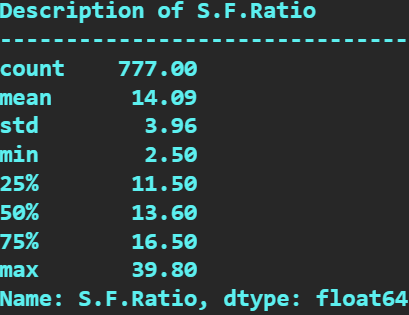 Description of S.F.Ratio
-------------------------------
count    777.00
mean      14.09
std        3.96
min        2.50
25%       11.50
50%       13.60
75%       16.50
max       39.80
Name: S.F.Ratio, dtype: float64